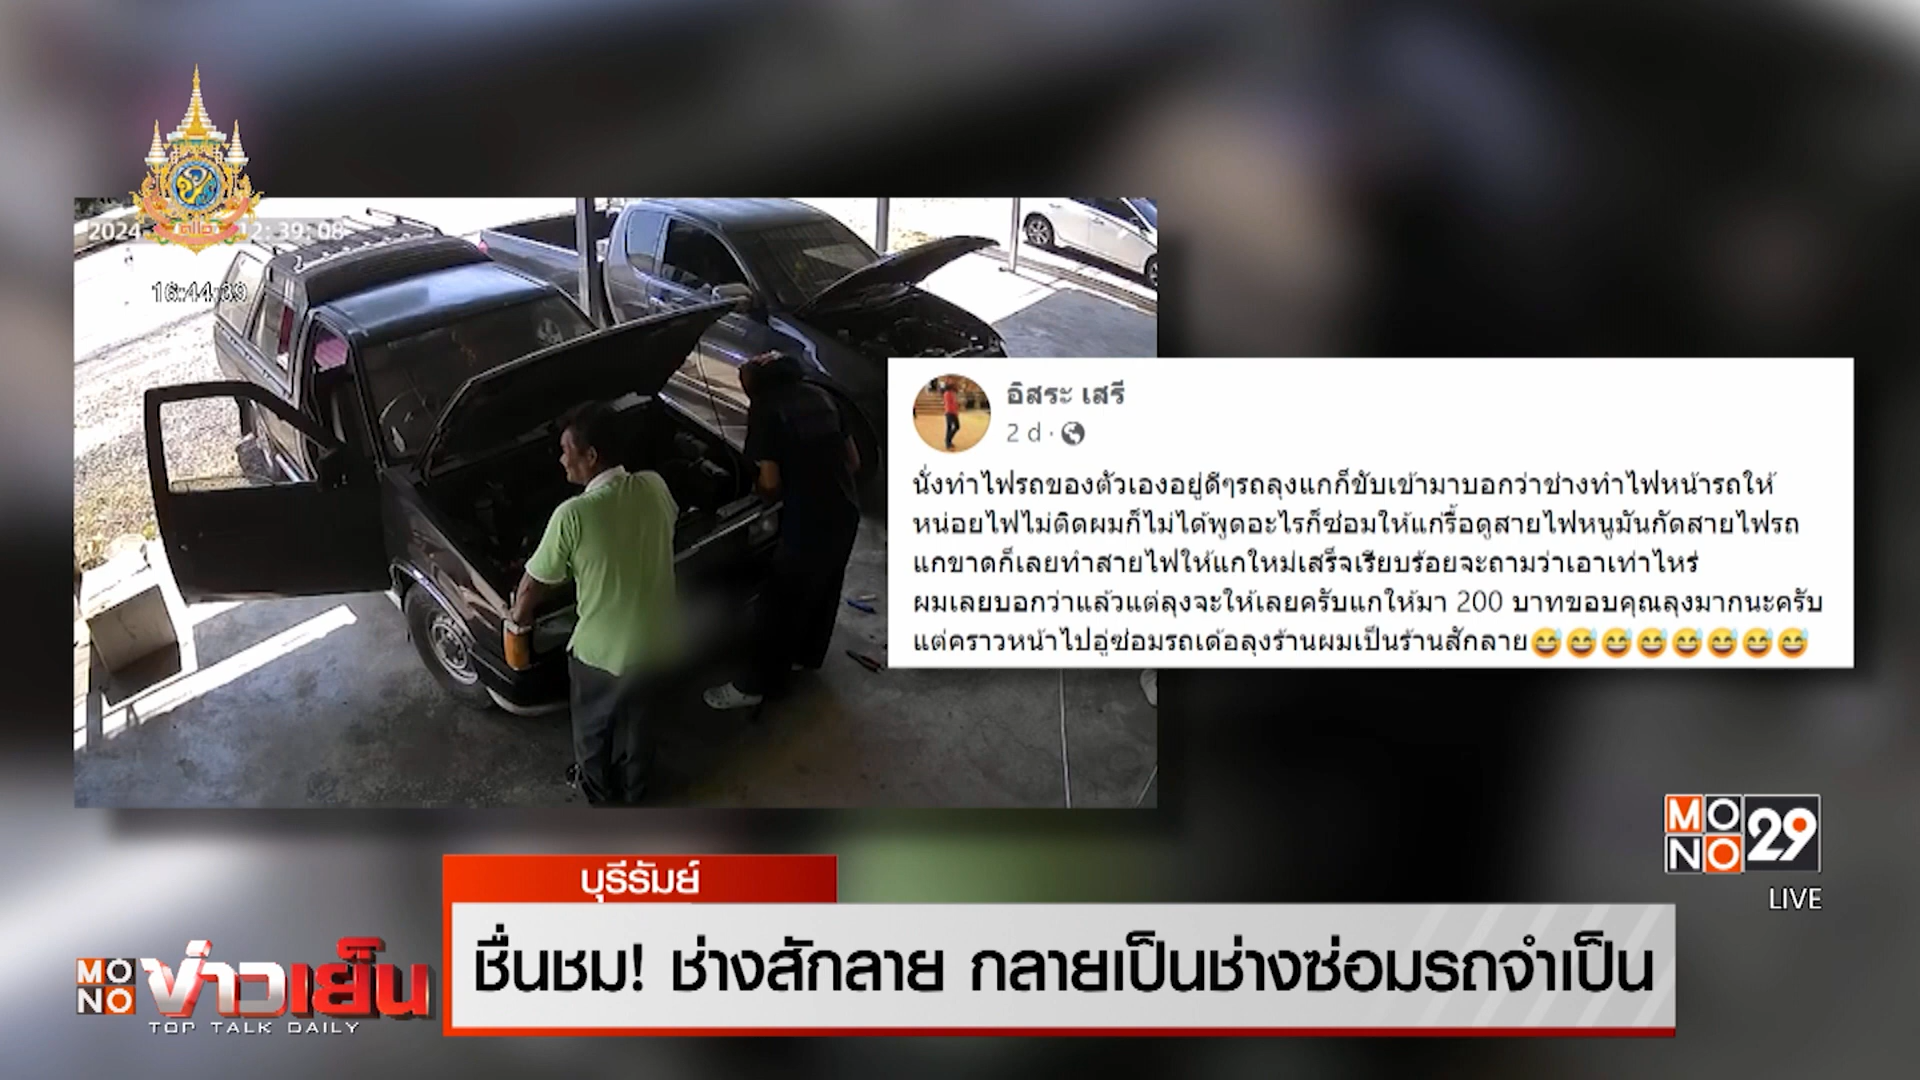 2024
12:39:08
16:44:39
อิสระ เสรี
2 d ·
นั่งทำไฟรถของตัวเองอยู่ดีๆรถลุงแกก็ขับเข้ามาบอกว่าช่างทำไฟหน้ารถให้
หน่อยไฟไม่ติดผมก็ไม่ได้พูดอะไรก็ซ่อมให้แก่รื้อดูสายไฟหนูมันกัดสายไฟรถ
แกขาดก็เลยทำสายไฟให้แกใหม่เสร็จเรียบร้อยจะถามว่าเอาเท่าไหร่
ผมเลยบอกว่าแล้วแต่ลุงจะให้เลยครับแกให้มา 200 บาทขอบคุณลุงมากนะครับ
แต่คราวหน้าไปอู่ซ่อมรถเด้อลุงร้านผมเป็นร้านสักลาย😅😅😅😅😅😅😅😅
MONO 29
LIVE
บุรีรัมย์
ชื่นชม! ช่างสักลาย กลายเป็นช่างซ่อมรถจำเป็น
MONO ข่าวเย็น
TOP TALK DAILY